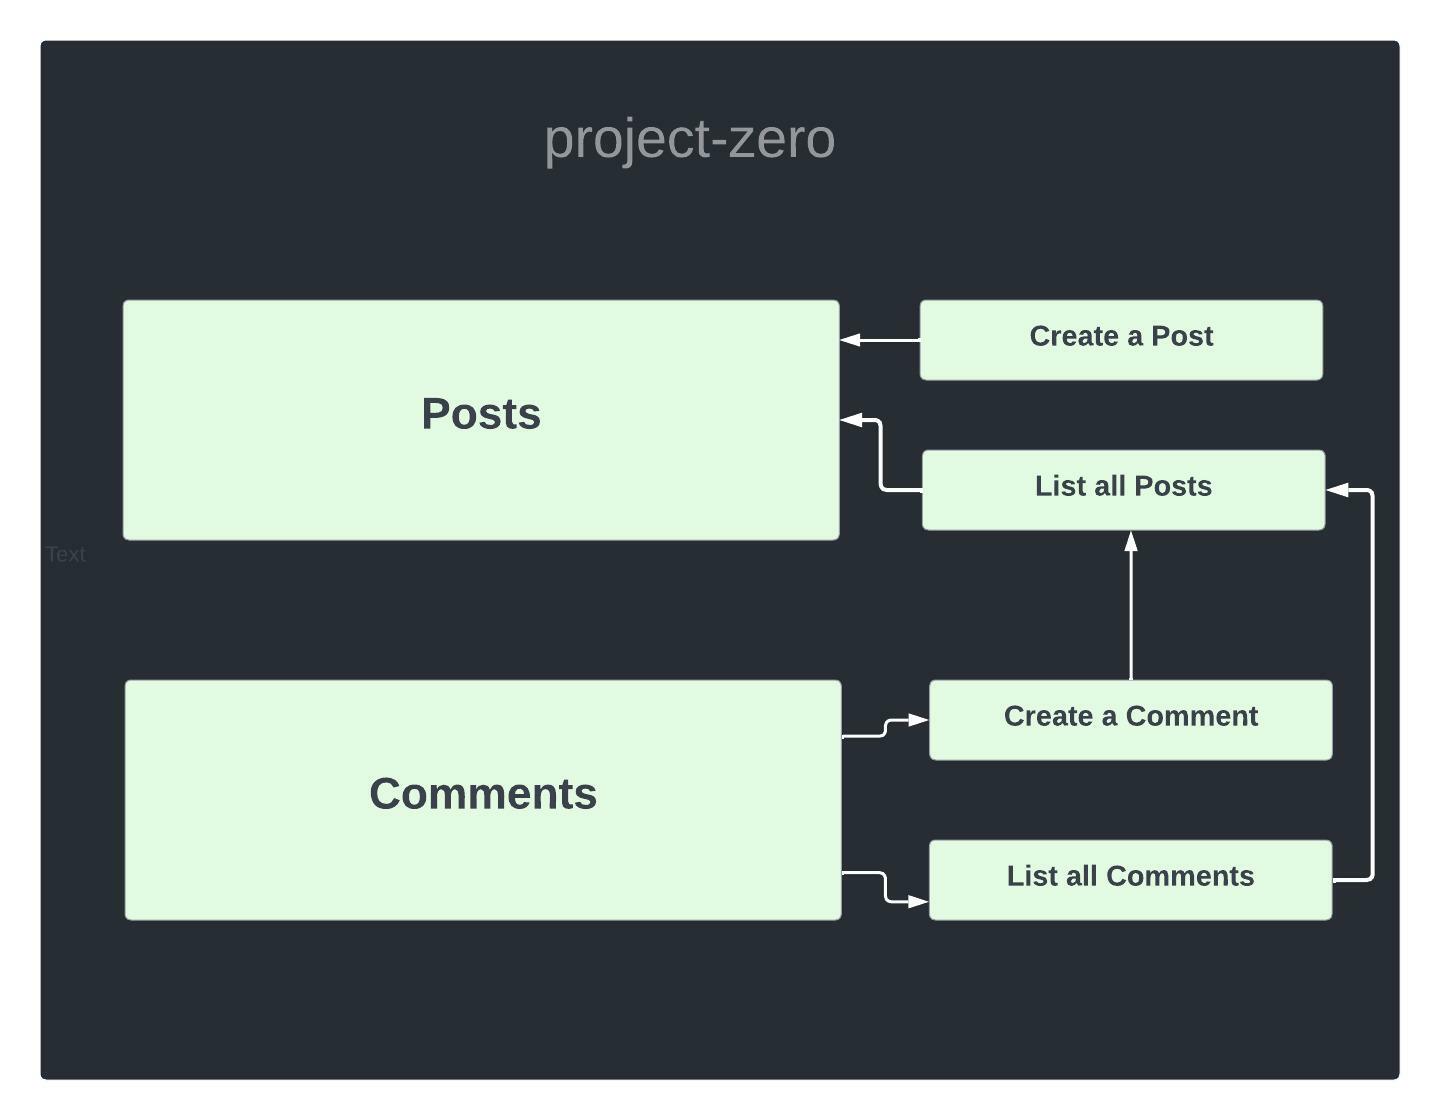 project-zero
Create a Post
Posts
List all Posts
Text
Create a Comment
Comments
List all Comments